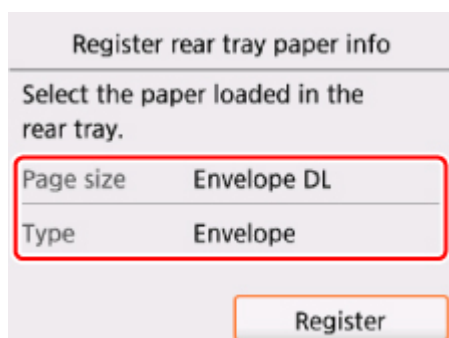 Register rear tray paper info
Select the paper loaded in the
rear tray.
Page size Envelope DL
Type Envelope
Register